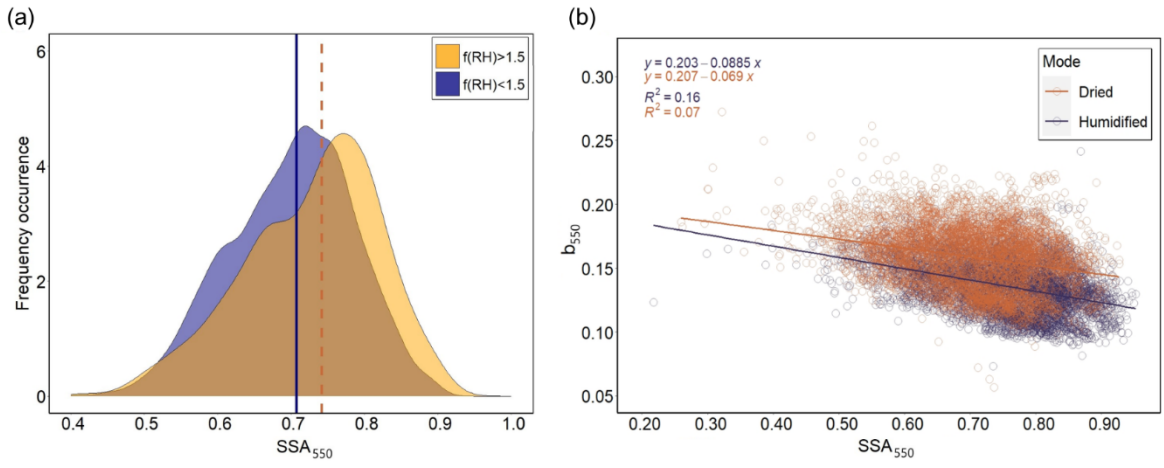 (a)
6
4
2
0
Frequency occurrence
f(RH)>1.5
f(RH)<1.5
0.4 0.5 0.6 0.7 0.8 0.9 1.0
SSA550
(b)
0.30
0.25
0.20
0.15
0.10
0.05
b550
y = 0.203 – 0.0885 x
y = 0.207 – 0.069 x
R² = 0.16
R² = 0.07
Mode
Dried
Humidified
0.20 0.30 0.40 0.50 0.60 0.70 0.80 0.90
SSA550